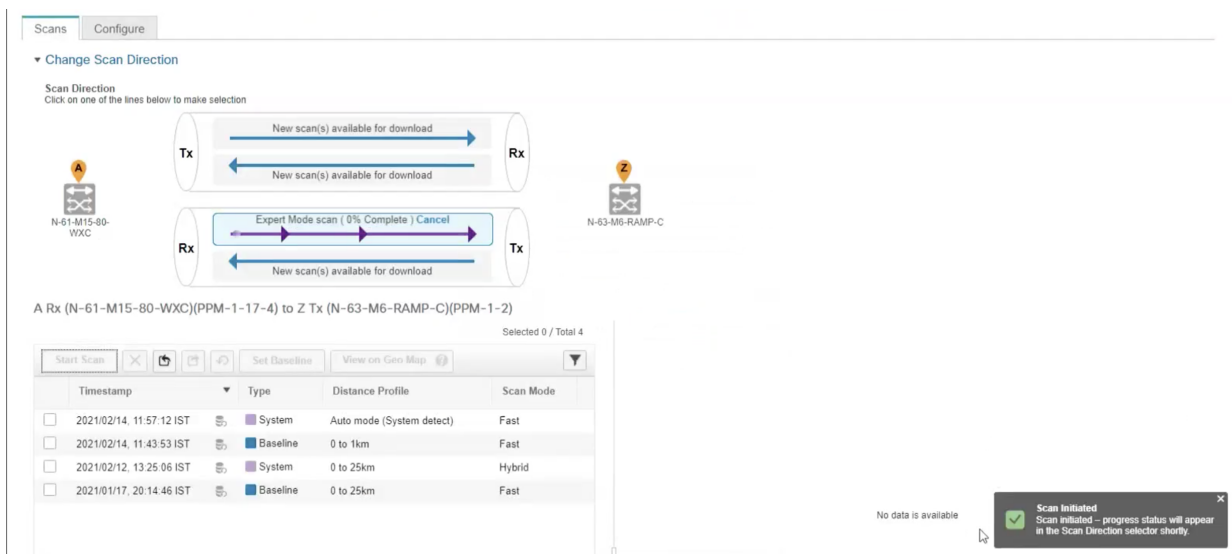 Scans
Configure
Change Scan Direction
Scan Direction
Click on one of the lines below to make selection
Tx
New scan(s) available for download
New scan(s) available for download
Rx
A
N-61-M15-80-
WXC
Z
N-63-M6-RAMP-C
Rx
Expert Mode scan ( 0% Complete ) Cancel
New scan(s) available for download
Tx
A Rx (N-61-M15-80-WXC)(PPM-1-17-4) to Z Tx (N-63-M6-RAMP-C)(PPM-1-2)
Selected 0 / Total 4
Start Scan Set Baseline View on Geo Map ?
Timestamp Type Distance Profile Scan Mode
2021/02/14, 11:57:12 IST System Auto mode (System detect) Fast
2021/02/14, 11:43:53 IST Baseline 0 to 1km Fast
2021/02/12, 13:25:06 IST System 0 to 25km Hybrid
2021/01/17, 20:14:46 IST Baseline 0 to 25km Fast
No data is available
Scan Initiated
Scan initiated – progress status will appear
in the Scan Direction selector shortly.